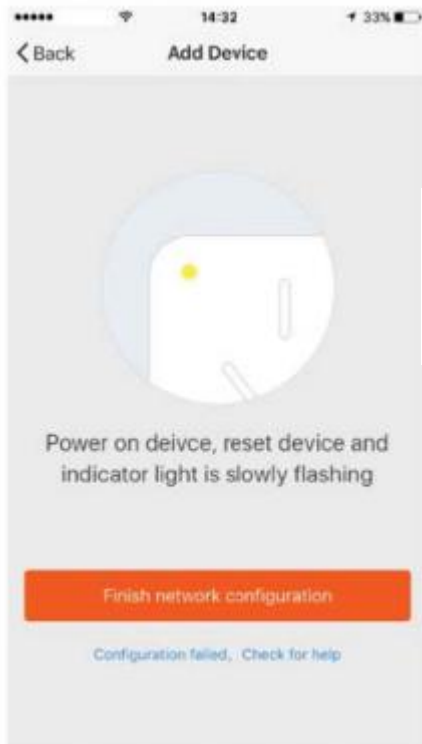 14:32
33%
Back
Add Device
Power on deivce, reset device and
indicator light is slowly flashing
Finish network configuration
Configuration failed, Check for help